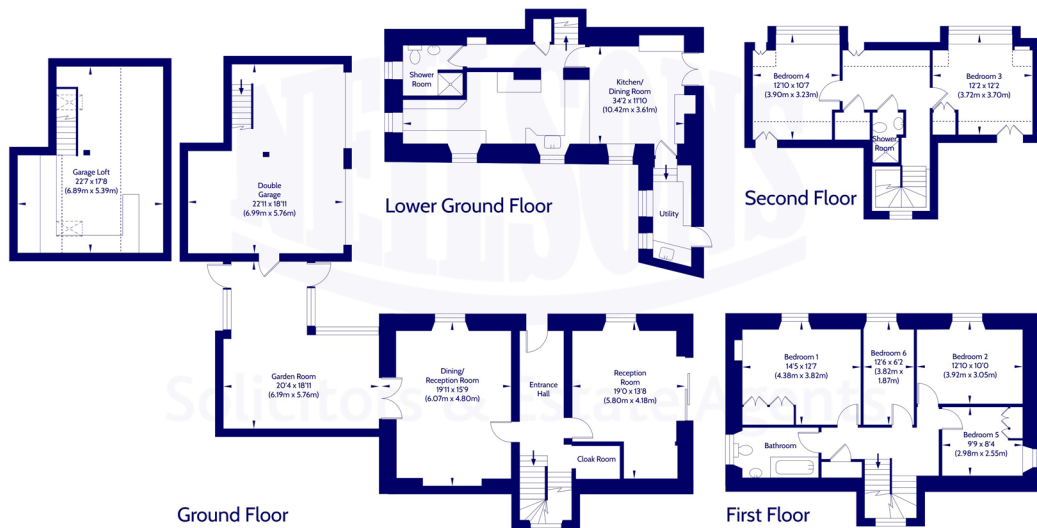 Garage Loft
22'7 x 17'8
(6.89m x 5.39m)
Double
Garage
22'11 x 18'11
(6.99m x 5.76m)
Shower
Room
Kitchen/
Dining Room
34'2 x 11'10
(10.42m x 3.61m)
Utility
Lower Ground Floor
Bedroom 4
12'10 x 10'7
(3.90m x 3.23m)
Bedroom 3
12'2 x 12'2
(3.72m x 3.70m)
Shower
Room
Second Floor
Garden Room
20'4 x 18'11
(6.19m x 5.76m)
Dining/
Reception Room
19'11 x 15'9
(6.07m x 4.80m)
Entrance
Hall
Reception
Room
19'0 x 13'8
(5.80m x 4.18m)
Cloak Room
Ground Floor
Bedroom 1
14'5 x 12'7
(4.38m x 3.82m)
Bedroom 6
12'6 x 6'2
(3.82m x
1.87m)
Bedroom 2
12'10 x 10'0
(3.92m x 3.05m)
Bathroom
Bedroom 5
9'9 x 8'4
(2.98m x 2.55m)
First Floor
NEILSONS
Solicitors & Estate Agents